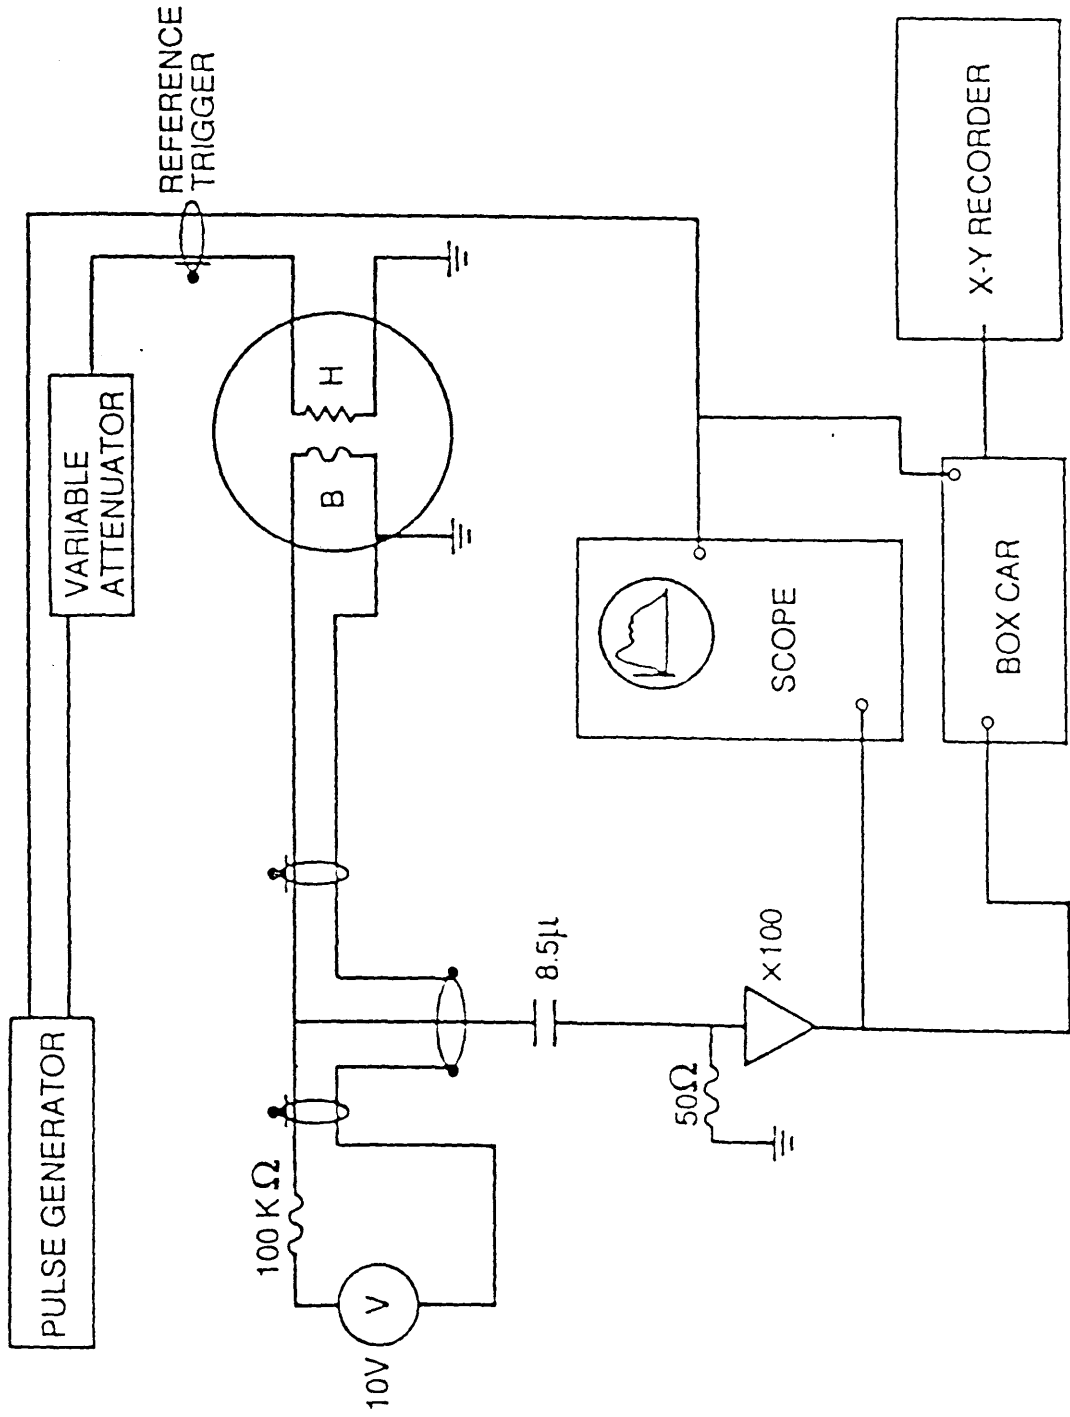 PULSE GENERATOR
VARIABLE
ATTENUATOR
REFERENCE
TRIGGER
100 K Ω
10V
V
B
H
8.5μ
50Ω
×100
SCOPE
BOX CAR
X-Y RECORDER